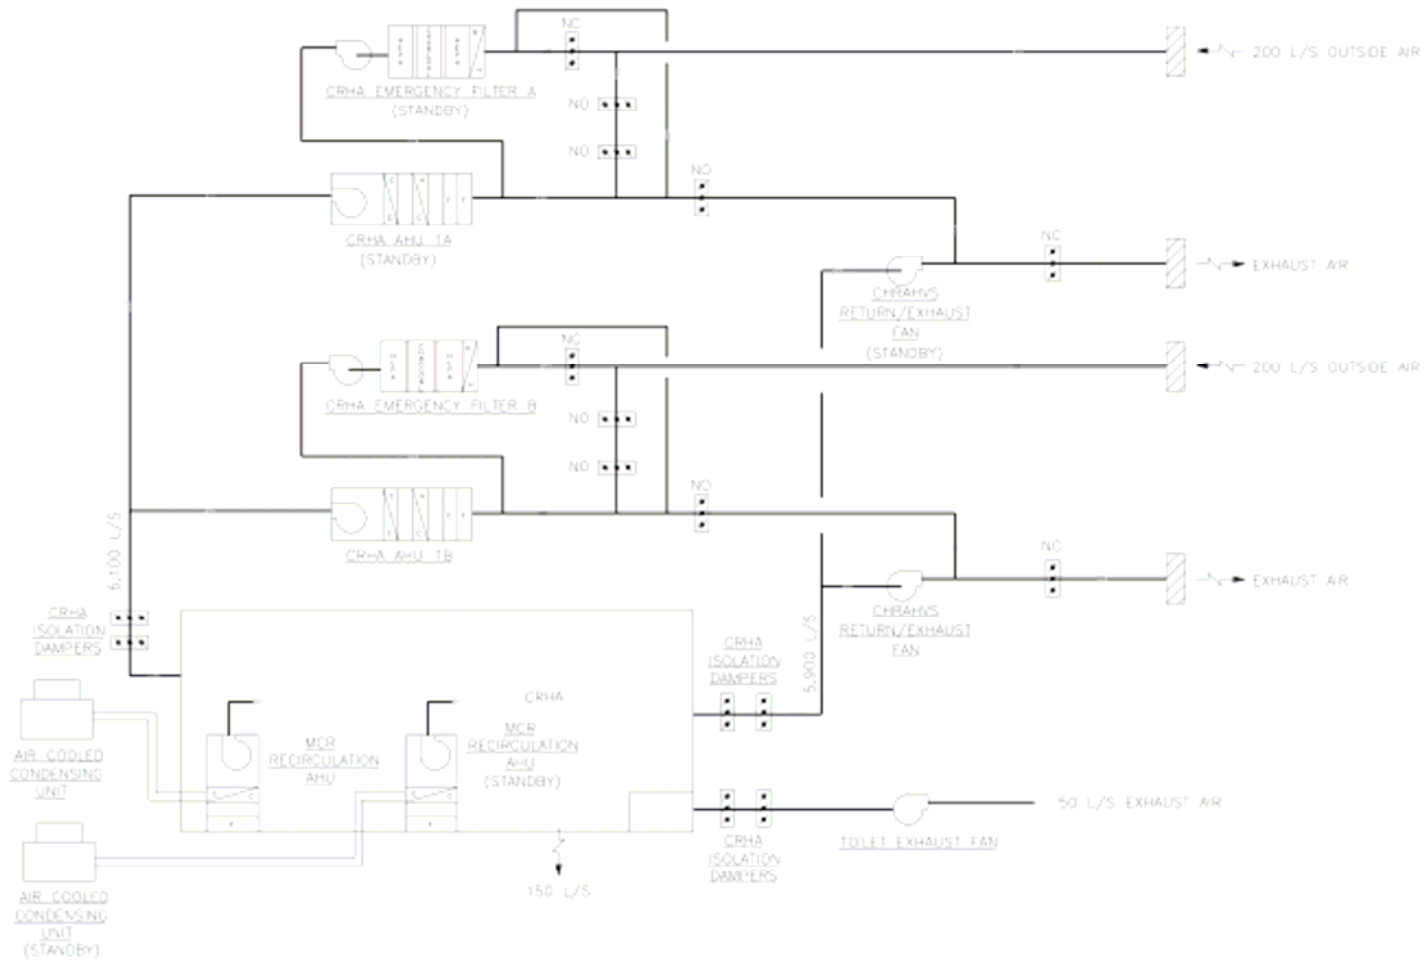 NC
200 L/S OUTSIDE AIR
CRHA EMERGENCY FILTER A
(STANDBY)
NO
NO
NO
CRHA AHU 1A
(STANDBY)
NC
EXHAUST AIR
CHRAHVS
RETURN/EXHAUST
FAN
(STANDBY)
NC
200 L/S OUTSIDE AIR
CRHA EMERGENCY FILTER B
NO
NO
NO
CRHA AHU 1B
6,100 L/S
NC
EXHAUST AIR
CHRAHVS
RETURN/EXHAUST
FAN
CRHA
ISOLATION
DAMPERS
CRHA
ISOLATION
DAMPERS
5,900 L/S
CRHA
MCR
RECIRCULATION
AHU
MCR
RECIRCULATION
AHU
(STANDBY)
AIR COOLED
CONDENSING
UNIT
50 L/S EXHAUST AIR
TOILET EXHAUST FAN
CRHA
ISOLATION
DAMPERS
150 L/S
AIR COOLED
CONDENSING
UNIT
(STANDBY)